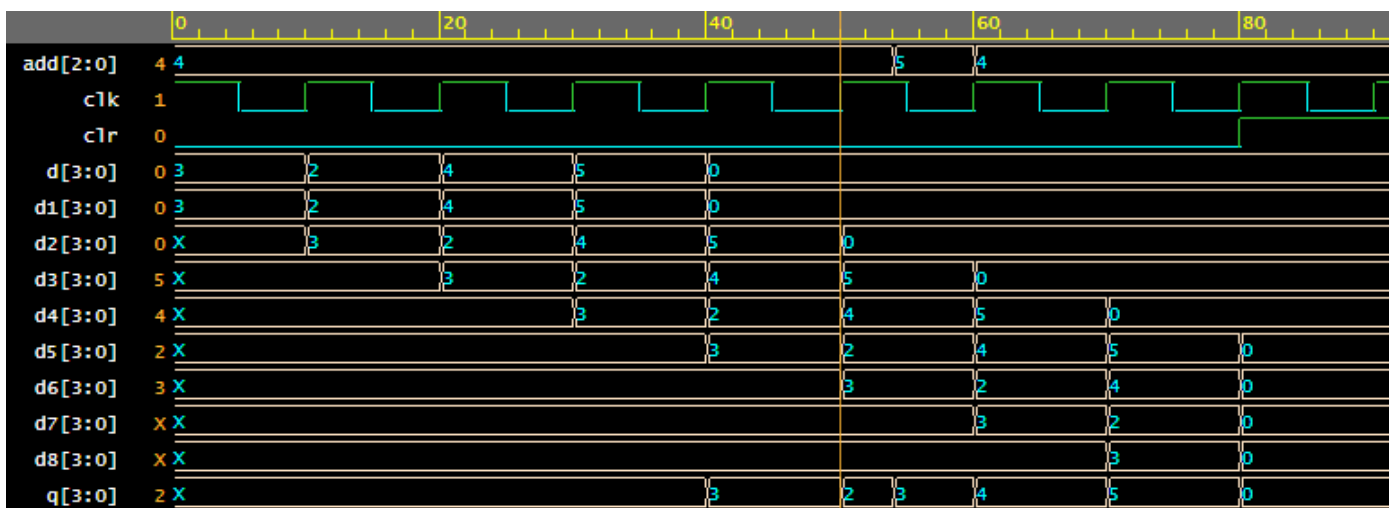 0 20 40 60 80
add[2:0] 4 4 5 4
clk 1
clr 0
d[3:0] 0 3 2 4 5 0
d1[3:0] 0 3 2 4 5 0
d2[3:0] 0 X 3 2 4 5 0
d3[3:0] 5 X 3 2 4 5 0
d4[3:0] 4 X 3 2 4 5 0
d5[3:0] 2 X 3 2 4 5 0
d6[3:0] 3 X 3 2 4 0
d7[3:0] X X 3 2 0
d8[3:0] X X 3 0
q[3:0] 2 X 3 2 3 4 5 0